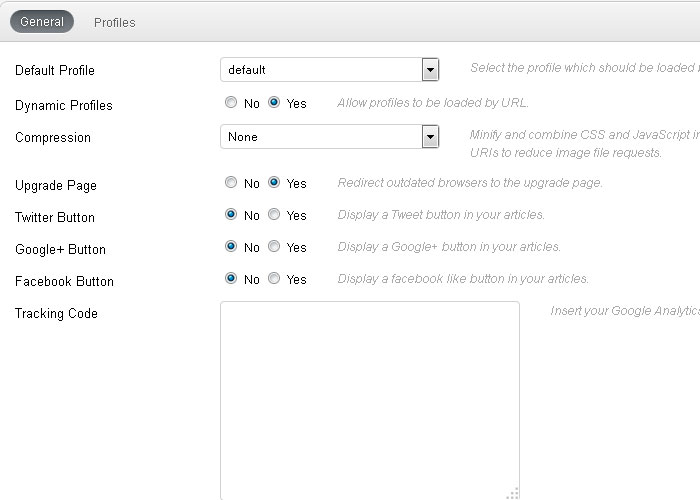 General Profiles
Default Profile default Select the profile which should be loaded
Dynamic Profiles No Yes Allow profiles to be loaded by URL.
Compression None Minify and combine CSS and JavaScript
URIs to reduce image file requests.
Upgrade Page No Yes Redirect outdated browsers to the upgrade page.
Twitter Button No Yes Display a Tweet button in your articles.
Google+ Button No Yes Display a Google+ button in your articles.
Facebook Button No Yes Display a facebook like button in your articles.
Tracking Code Insert your Google Analytics